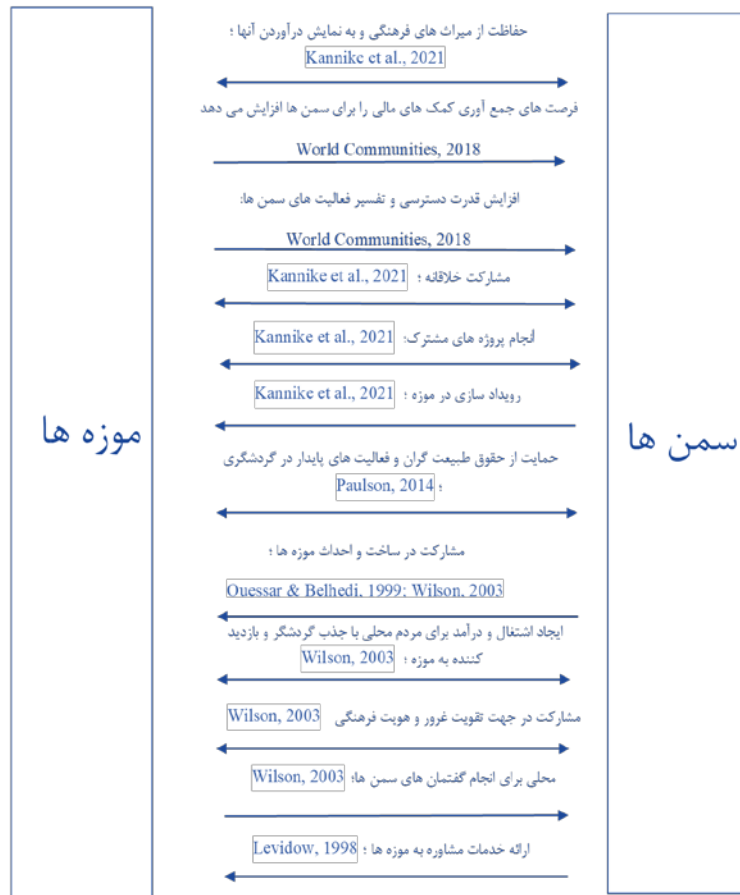 حفاظت از میراث های فرهنگی و به نمایش درآوردن آنها ؛
Kannike et al., 2021
فرصت های جمع آوری کمک های مالی را برای سمن ها افزایش می دهد
World Communities, 2018
افزایش قدرت دسترسی و تفسیر فعالیت های سمن ها:
World Communities, 2018
مشارکت خلاقانه ؛ Kannike et al., 2021
انجام پروژه های مشترک: Kannike et al., 2021
رویداد سازی در موزه ؛ Kannike et al., 2021
موزه ها
سمن ها
حمایت از حقوق طبیعت گران و فعالیت های پایدار در گردشگری
؛ Paulson, 2014
مشارکت در ساخت و احداث موزه ها ؛
Ouessar & Belhedi, 1999; Wilson, 2003
ایجاد اشتغال و درآمد برای مردم محلی با جذب گردشگر و بازدید
کننده به موزه ؛ Wilson, 2003
مشارکت در جهت تقویت غرور و هویت فرهنگی Wilson, 2003
محلی برای انجام گفتمان های سمن ها؛ Wilson, 2003
ارائه خدمات مشاوره به موزه ها ؛ Levidow, 1998